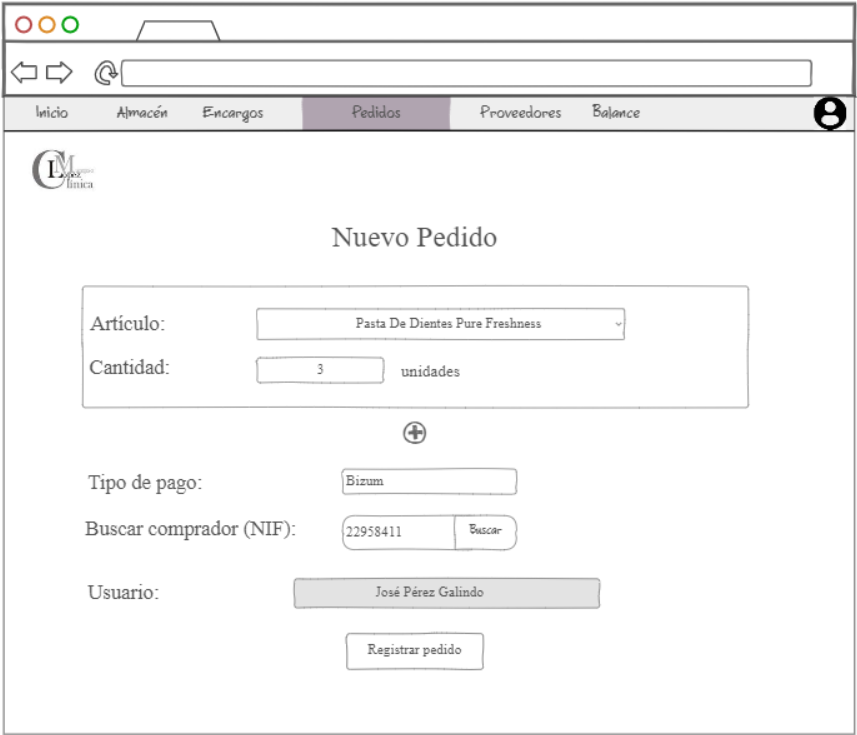 Inicio Almacén Encargos Pedidos Proveedores Balance
CLM López
Clínica
Nuevo Pedido
Artículo: Pasta De Dientes Pure Freshness
Cantidad: 3 unidades
Tipo de pago: Bizum
Buscar comprador (NIF): 22958411 Buscar
Usuario: José Pérez Galindo
Registrar pedido